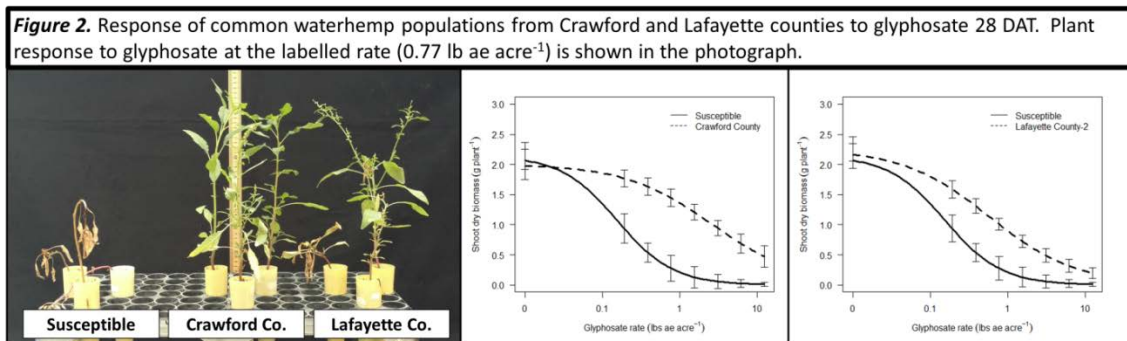 Figure 2. Response of common waterhemp populations from Crawford and Lafayette counties to glyphosate 28 DAT. Plant
response to glyphosate at the labelled rate (0.77 lb ae acre⁻¹) is shown in the photograph.
Susceptible
Crawford Co.
Lafayette Co.
Shoot dry biomass (g plant⁻¹)
3.0
2.5
2.0
1.5
1.0
0.5
0.0
Susceptible
Crawford County
0
0.1
1
10
Glyphosate rate (lbs ae acre⁻¹)
Shoot dry biomass (g plant⁻¹)
3.0
2.5
2.0
1.5
1.0
0.5
0.0
Susceptible
Lafayette County-2
0
0.1
1
10
Glyphosate rate (lbs ae acre⁻¹)